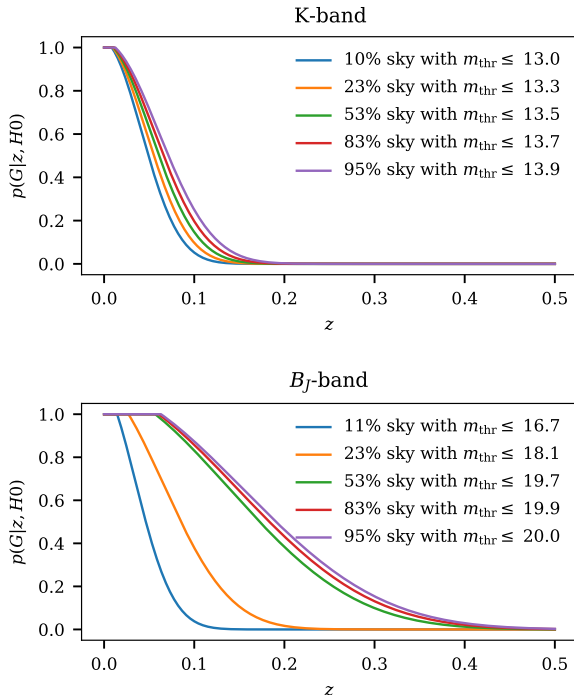 K-band
1.0
0.8
0.6
0.4
0.2
0.0
p(G|z, H0)
10% sky with m_thr ≤ 13.0
23% sky with m_thr ≤ 13.3
53% sky with m_thr ≤ 13.5
83% sky with m_thr ≤ 13.7
95% sky with m_thr ≤ 13.9
0.0 0.1 0.2 0.3 0.4 0.5
z
B_J-band
1.0
0.8
0.6
0.4
0.2
0.0
p(G|z, H0)
11% sky with m_thr ≤ 16.7
23% sky with m_thr ≤ 18.1
53% sky with m_thr ≤ 19.7
83% sky with m_thr ≤ 19.9
95% sky with m_thr ≤ 20.0
0.0 0.1 0.2 0.3 0.4 0.5
z